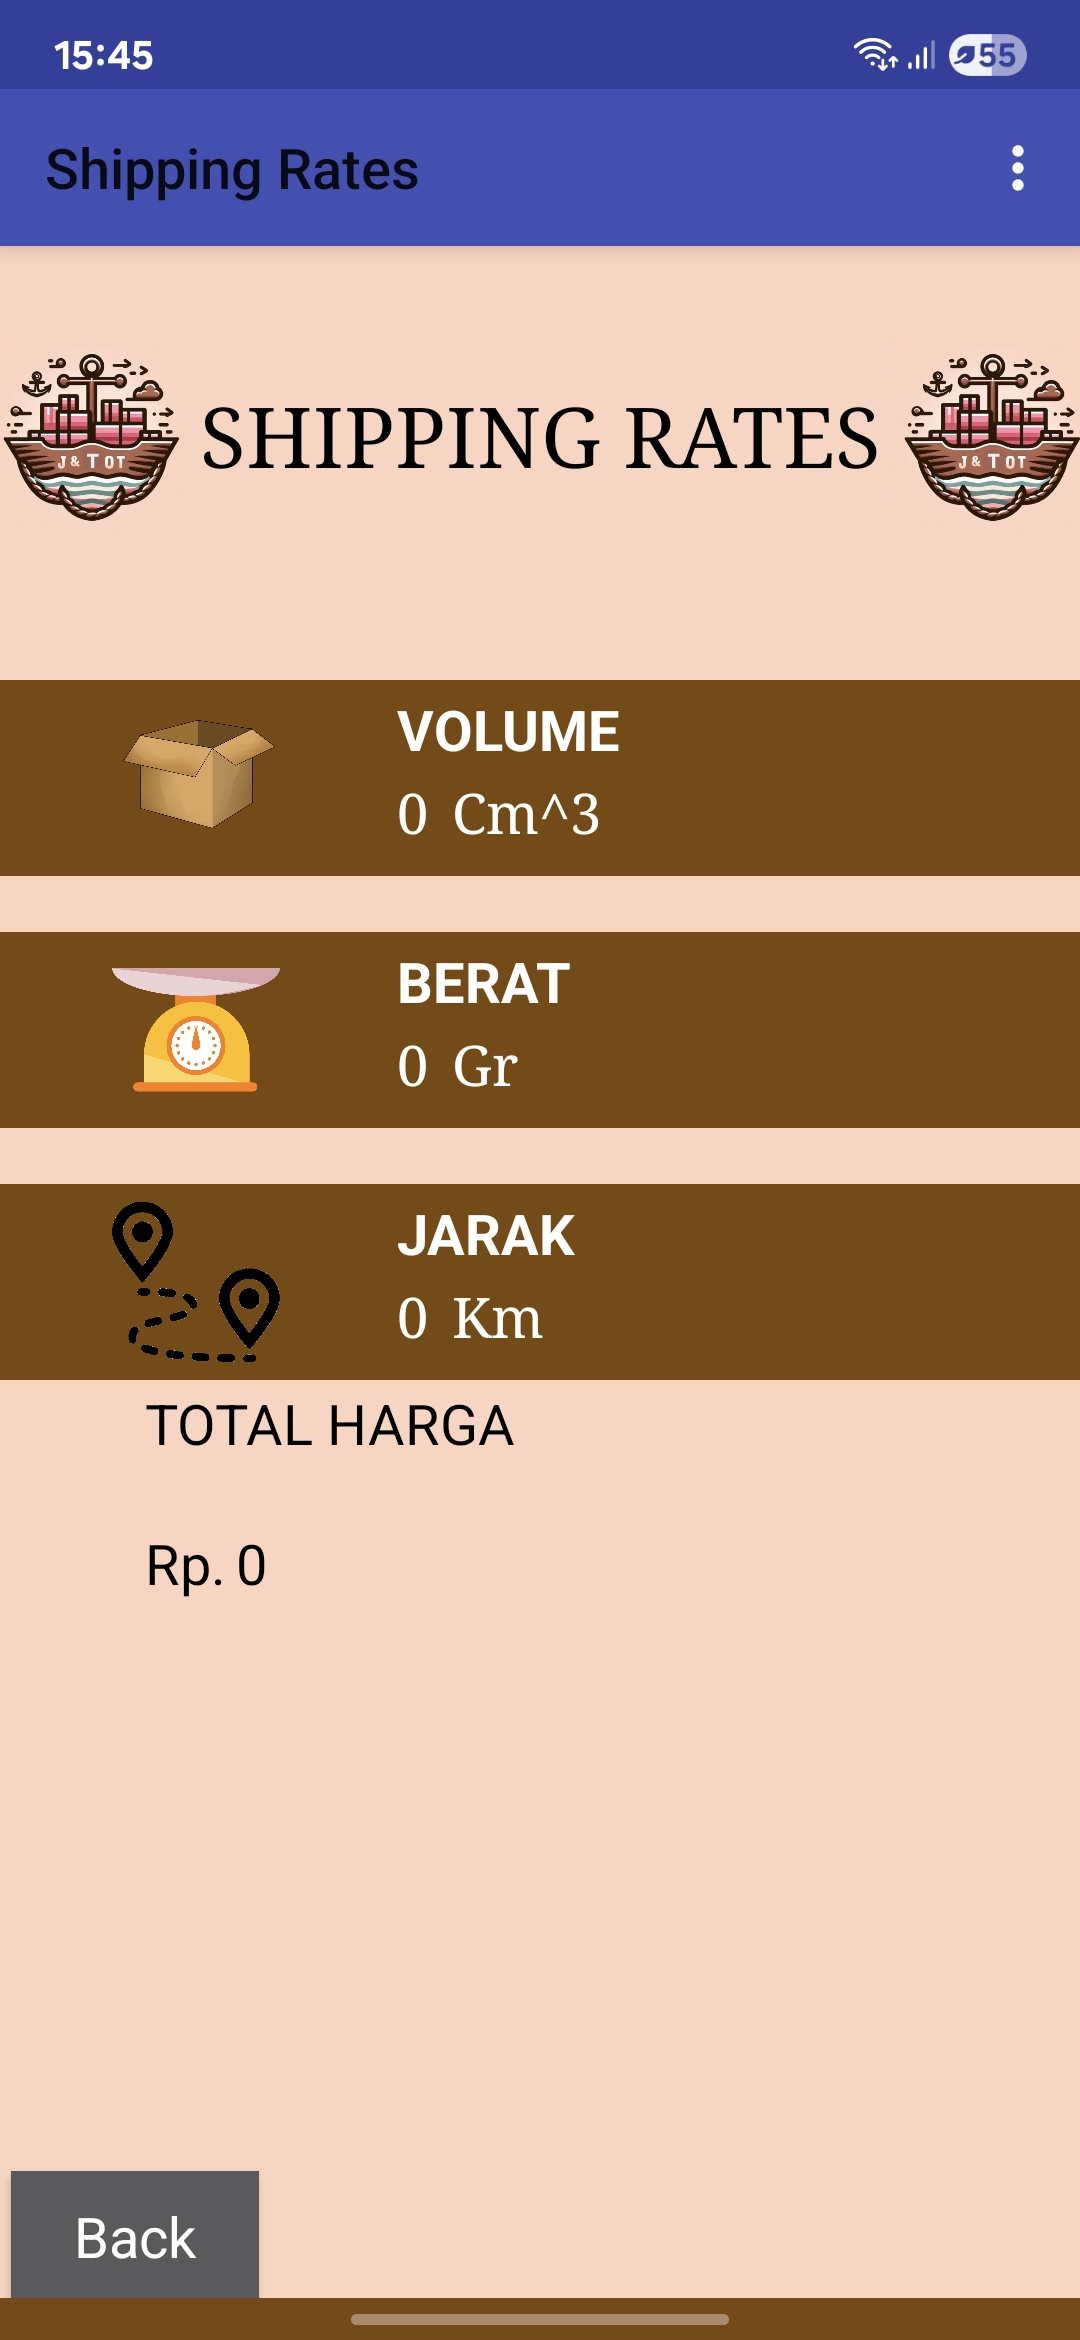 15:45
55
Shipping Rates
J & T OT
SHIPPING RATES
J & T OT
VOLUME
0 Cm^3
BERAT
0 Gr
JARAK
0 Km
TOTAL HARGA
Rp. 0
Back